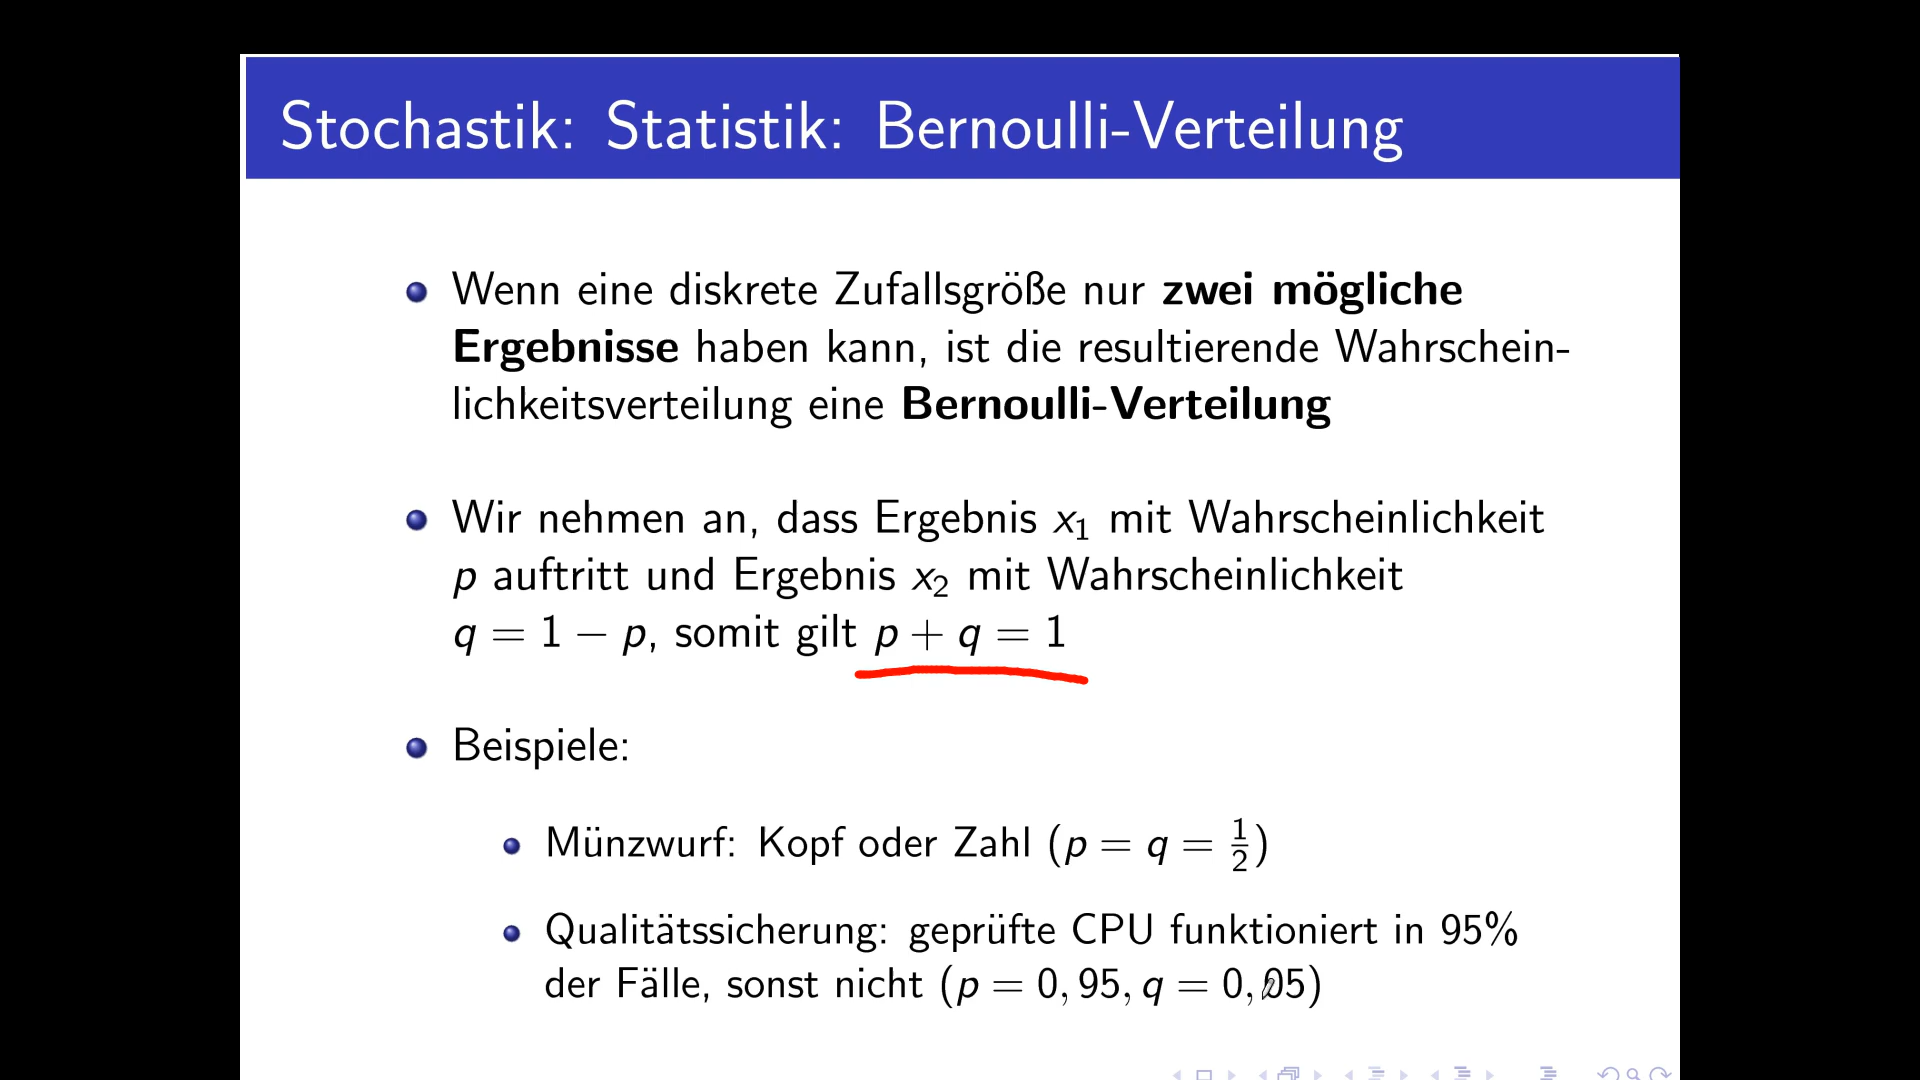 Stochastik: Statistik: Bernoulli-Verteilung
Wenn eine diskrete Zufallsgröße nur zwei mögliche
Ergebnisse haben kann, ist die resultierende Wahrschein-
lichkeitsverteilung eine Bernoulli-Verteilung
Wir nehmen an, dass Ergebnis x₁ mit Wahrscheinlichkeit
p auftritt und Ergebnis x₂ mit Wahrscheinlichkeit
q = 1 − p, somit gilt p + q = 1
Beispiele:
Münzwurf: Kopf oder Zahl (p = q = ½)
Qualitätssicherung: geprüfte CPU funktioniert in 95%
der Fälle, sonst nicht (p = 0, 95, q = 0, 05)